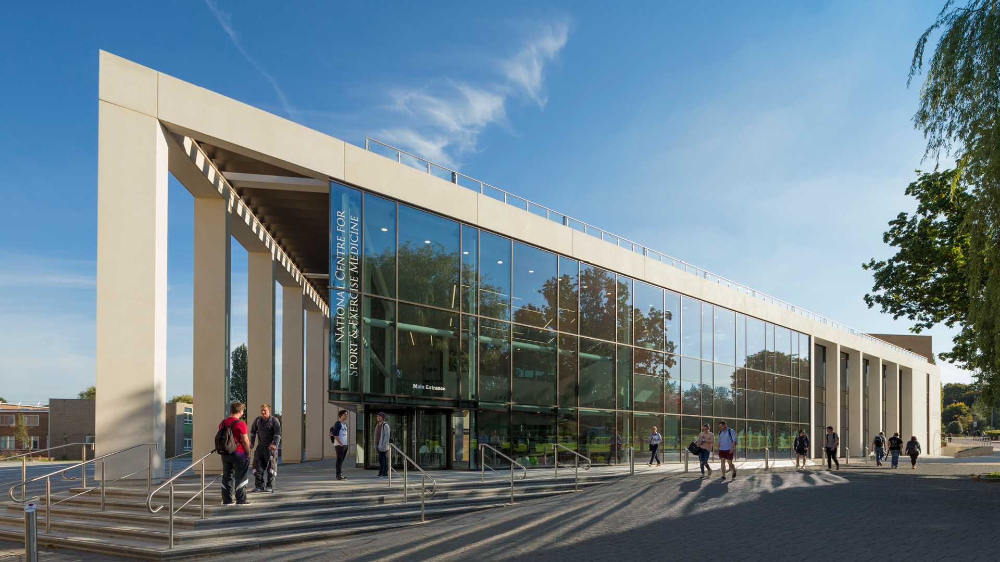 NATIONAL CENTRE FOR
SPORT & EXERCISE MEDICINE
Main Entrance